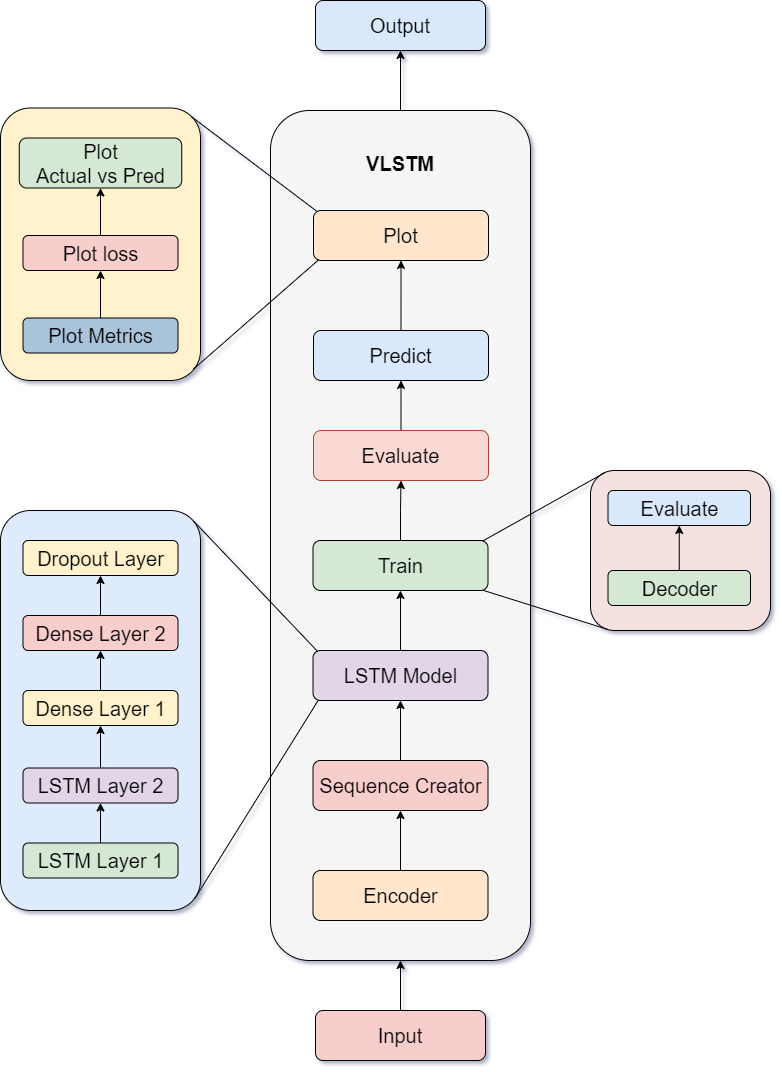 Output
VLSTM
Plot
Predict
Evaluate
Train
LSTM Model
Sequence Creator
Encoder
Input
Plot
Actual vs Pred
Plot loss
Plot Metrics
Dropout Layer
Dense Layer 2
Dense Layer 1
LSTM Layer 2
LSTM Layer 1
Evaluate
Decoder